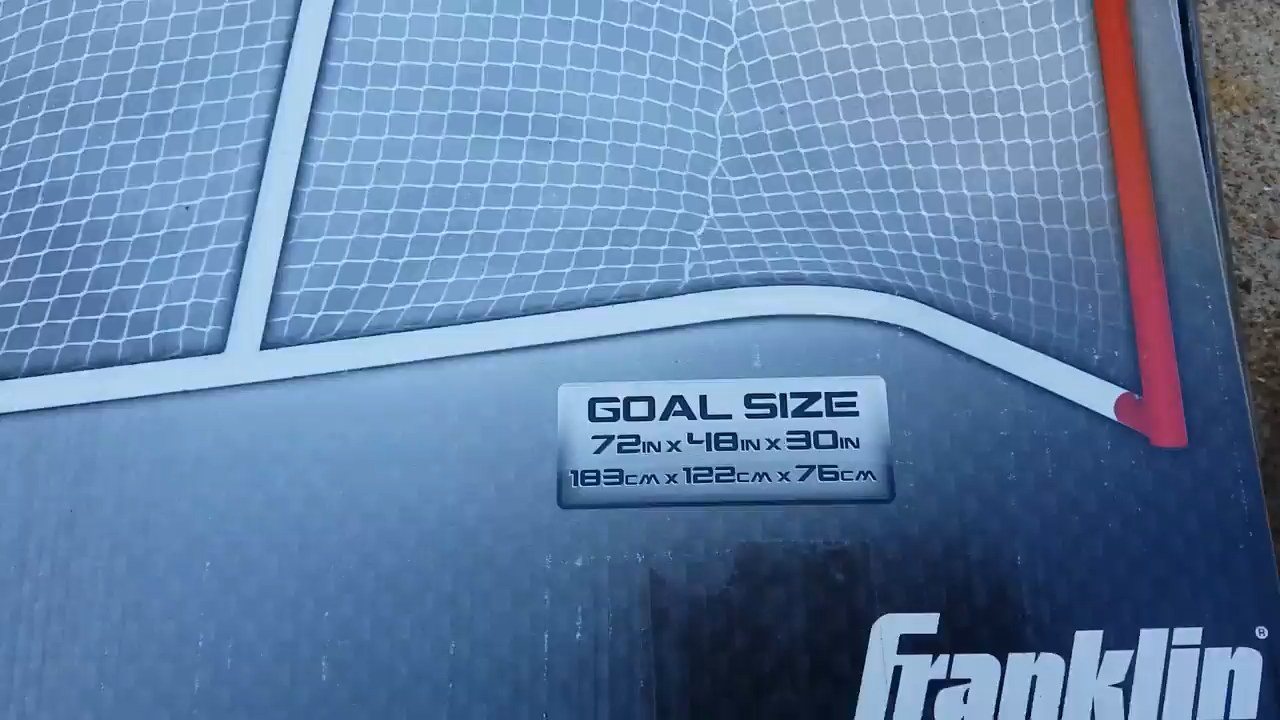 GOAL SIZE
72IN X 48IN X 30IN
183CM X 122CM X 76CM
Franklin®